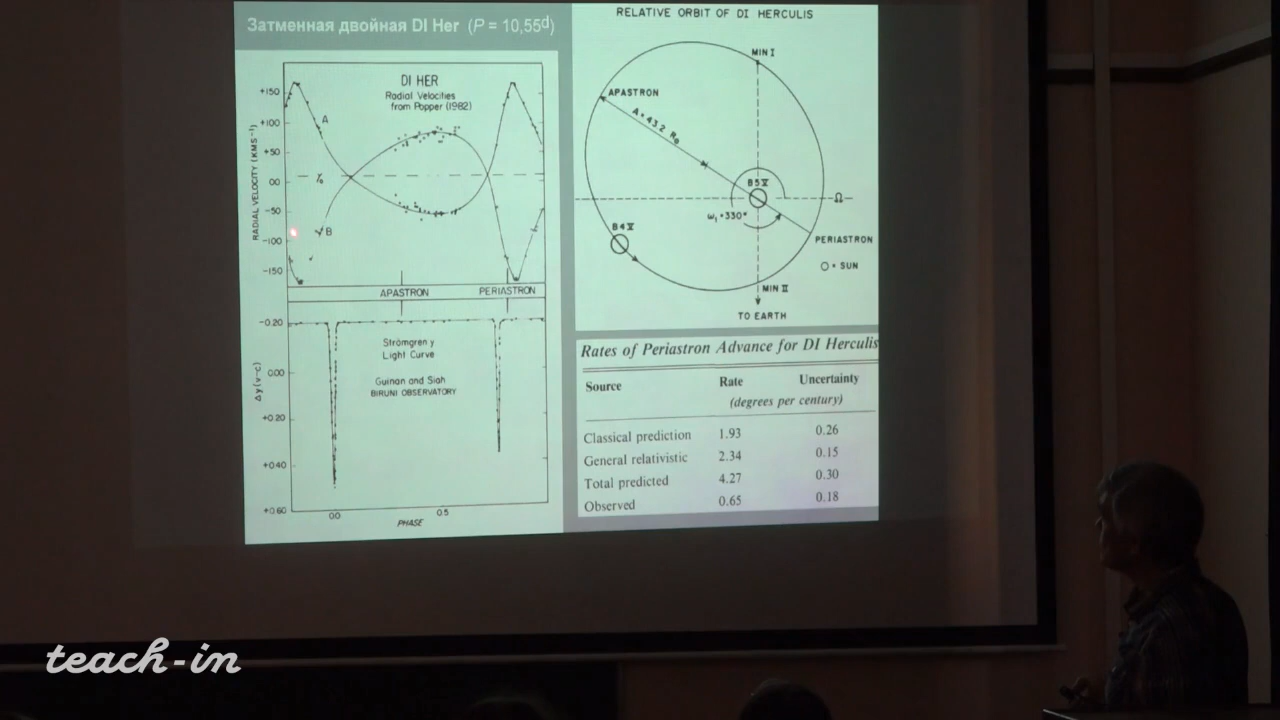 Затменная двойная DI Her (P = 10,55d)
DI HER
Radial Velocities
from Popper (1982)
RADIAL VELOCITY (KMS⁻¹)
+150
+100
+50
00
-50
-100
-150
A
γ₀
B
APASTRON
PERIASTRON
Δy (v-c)
-0.20
0.00
+0.20
+0.40
+0.60
Strömgren y
Light Curve
Guinan and Siah
BIRUNI OBSERVATORY
0.0
0.5
PHASE
RELATIVE ORBIT OF DI HERCULIS
MIN I
APASTRON
A=43.2 R⊙
B5V
Ω
ω₁=330°
B4V
PERIASTRON
= SUN
MIN II
TO EARTH
Rates of Periastron Advance for DI Herculis
Source Rate Uncertainty
(degrees per century)
Classical prediction 1.93 0.26
General relativistic 2.34 0.15
Total predicted 4.27 0.30
Observed 0.65 0.18
teach-in